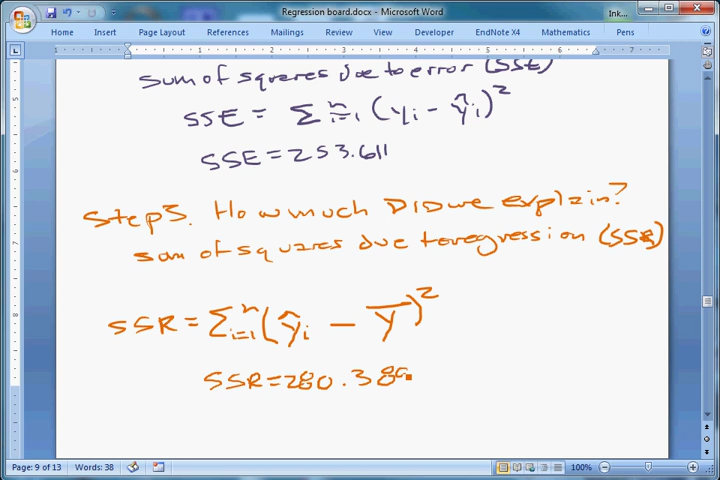 Regression board.docx - Microsoft Word
Ink...
Home Insert Page Layout References Mailings Review View Developer EndNote X4 Mathematics Pens
sum of squares due to error (SSE)
SSE = Σ n i=1 (yi - ŷi)²
SSE = 253.611
Step 3. How much DID we explain?
sum of squares due to regression (SSR)
SSR = Σ n i=1 (ŷi - y̅)²
SSR = 280.38
Page: 9 of 13 Words: 38 100%